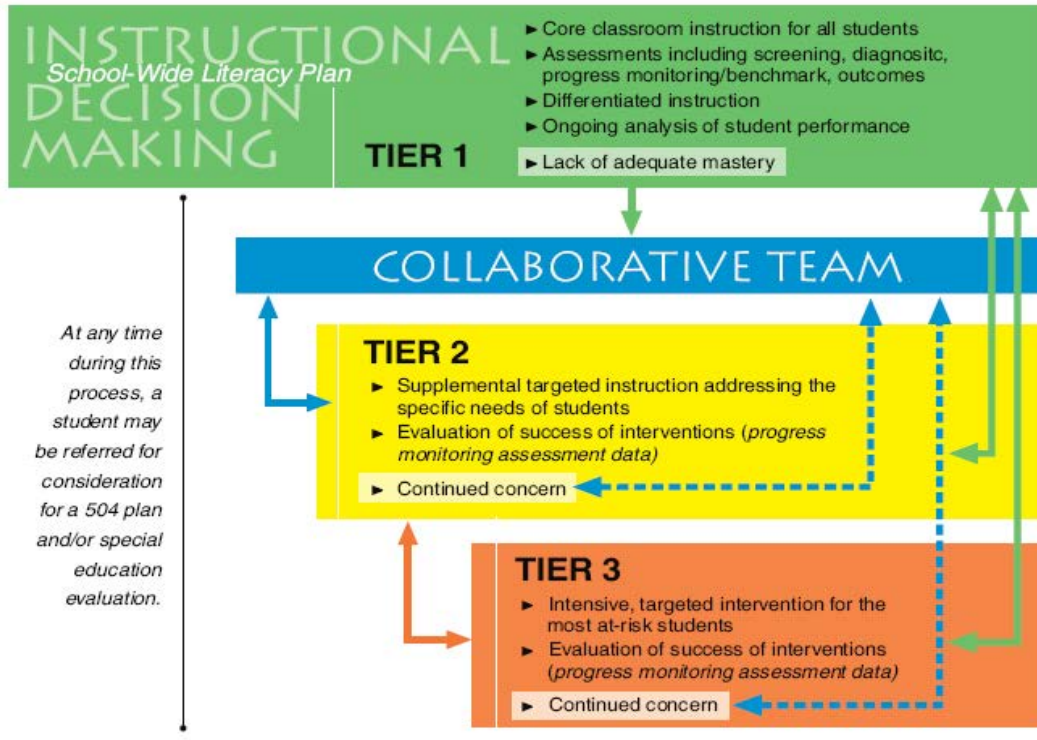 INSTRUCTIONAL
School-Wide Literacy Plan
DECISION
MAKING
TIER 1
► Core classroom instruction for all students
► Assessments including screening, diagnositc,
progress monitoring/benchmark, outcomes
► Differentiated instruction
► Ongoing analysis of student performance
► Lack of adequate mastery
COLLABORATIVE TEAM
At any time
during this
process, a
student may
be referred for
consideration
for a 504 plan
and/or special
education
evaluation.
TIER 2
► Supplemental targeted instruction addressing the
specific needs of students
► Evaluation of success of interventions (progress
monitoring assessment data)
► Continued concern
TIER 3
► Intensive, targeted intervention for the
most at-risk students
► Evaluation of success of interventions
(progress monitoring assessment data)
► Continued concern